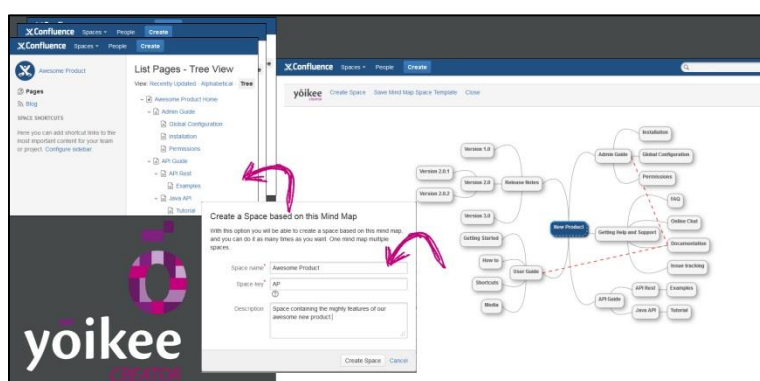 Confluence Spaces People Create
Confluence Spaces People Create
Awesome Product
Pages
Blog
SPACE SHORTCUTS
Here you can add shortcut links to the
most important content for your team
or project. Configure sidebar
List Pages - Tree View
View: Recently Updated Alphabetical Tree
Awesome Product Home
Admin Guide
Global Configuration
Installation
Permissions
API Guide
API Rest
Examples
Java API
Tutorial
Confluence Spaces People Create
yoikee CREATOR Create Space Save Mind Map Space Template Close
Version 1.0
Version 2.0.1
Version 2.0
Version 2.0.2
Version 3.0
Release Notes
Getting Started
How to
Shortcuts
Media
User Guide
New Product
Admin Guide
Installation
Global Configuration
Permissions
Getting Help and Support
FAQ
Online Chat
Documentation
Issue tracking
API Guide
API Rest
Examples
Java API
Tutorial
Create a Space based on this Mind Map
With this option you will be able to create a space based on this mind map,
and you can do it as many times as you want. One mind map multiple
spaces.
Space name* Awesome Product
Space key* AP
Description Space containing the mighty features of our
awesome new product
Create Space Cancel
yoikee
CREATOR